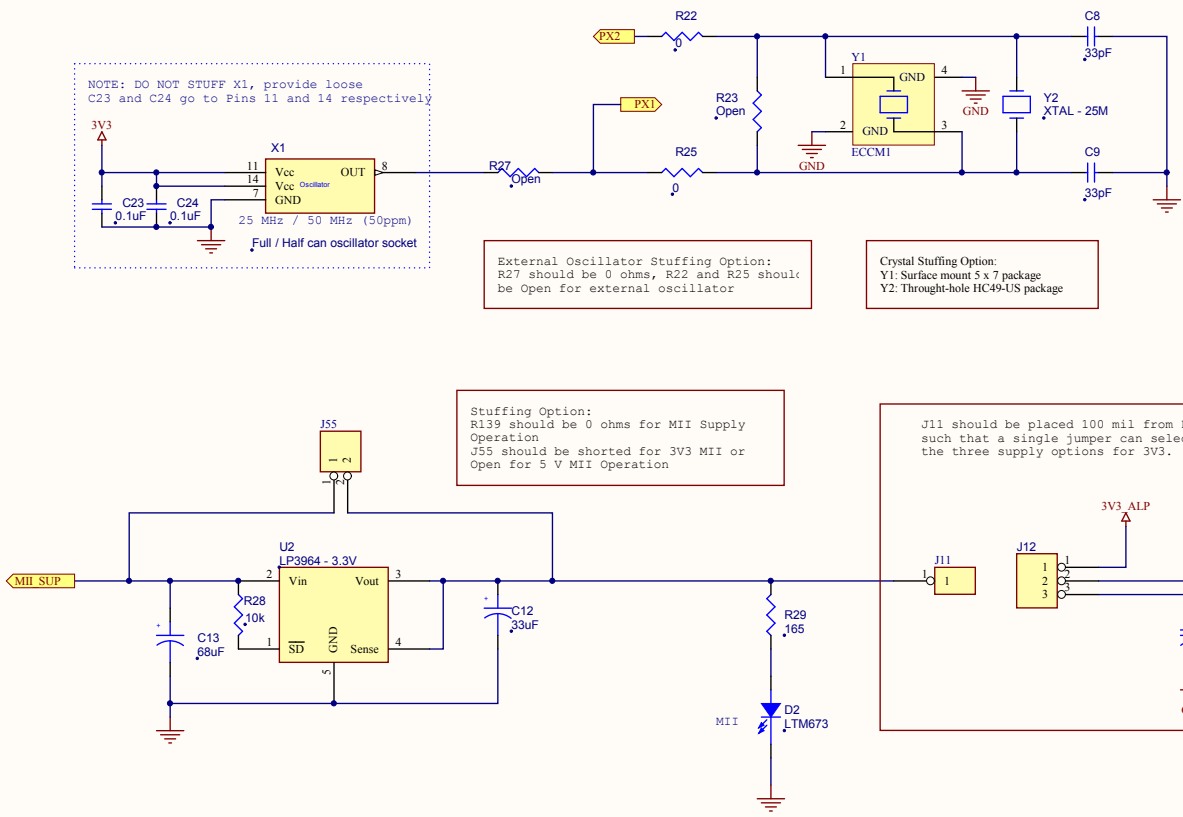 NOTE: DO NOT STUFF X1, provide loose
C23 and C24 go to Pins 11 and 14 respectively
3V3
X1
11 Vcc OUT 8
14 Vcc Oscillator
7 GND
C23
0.1uF
C24
0.1uF
25 MHz / 50 MHz (50ppm)
Full / Half can oscillator socket
R27
Open
PX2
R22
0
PX1
R23
Open
R25
0
Y1
1 GND 4
2 GND 3
ECCM1
GND
GND
Y2
XTAL - 25M
C8
33pF
C9
33pF
External Oscillator Stuffing Option:
R27 should be 0 ohms, R22 and R25 should
be Open for external oscillator
Crystal Stuffing Option:
Y1: Surface mount 5 x 7 package
Y2: Throught-hole HC49-US package
Stuffing Option:
R139 should be 0 ohms for MII Supply
Operation
J55 should be shorted for 3V3 MII or
Open for 5 V MII Operation
J55
1 2
1 2
MII_SUP
U2
LP3964 - 3.3V
2 Vin Vout 3
1 SD GND Sense 4
5
R28
10k
C13
68uF
C12
33uF
R29
165
MII
D2
LTM673
J11 should be placed 100 mil from
such that a single jumper can selec
the three supply options for 3V3.
3V3_ALP
J11
1 1
J12
1 1
2 2
3 3